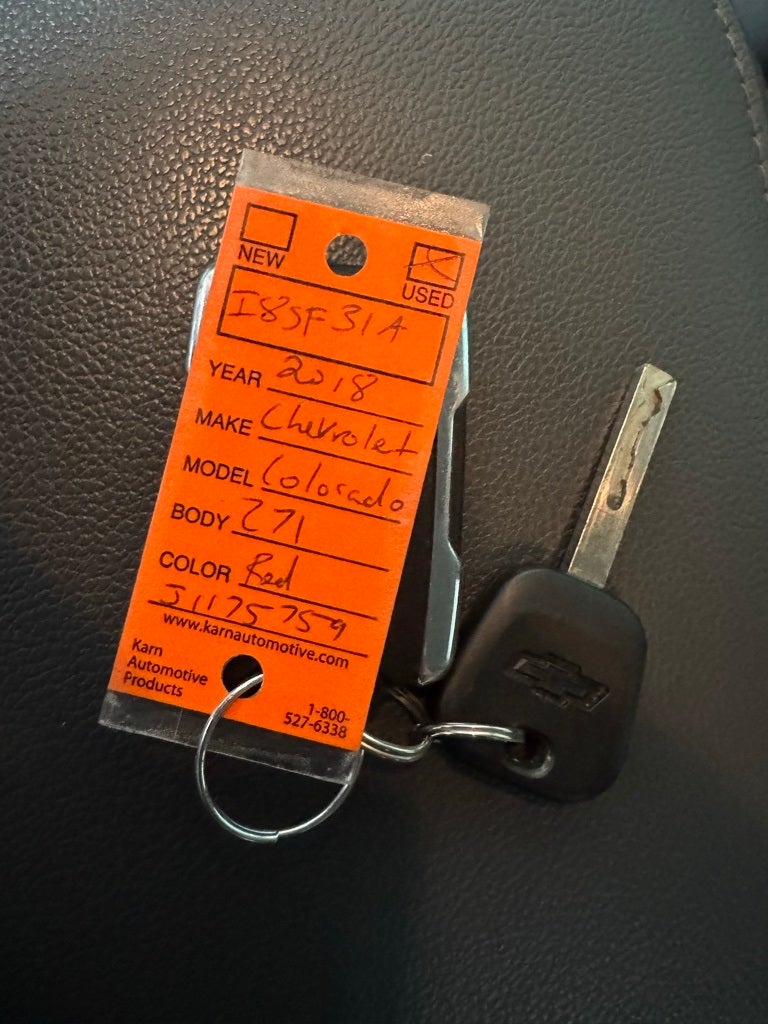 NEW
USED
I8SF31A
YEAR 2018
MAKE Chevrolet
MODEL Colorado
BODY Z71
COLOR Red
J1175759
www.karnautomotive.com
Karn
Automotive
Products
1-800-
527-6338